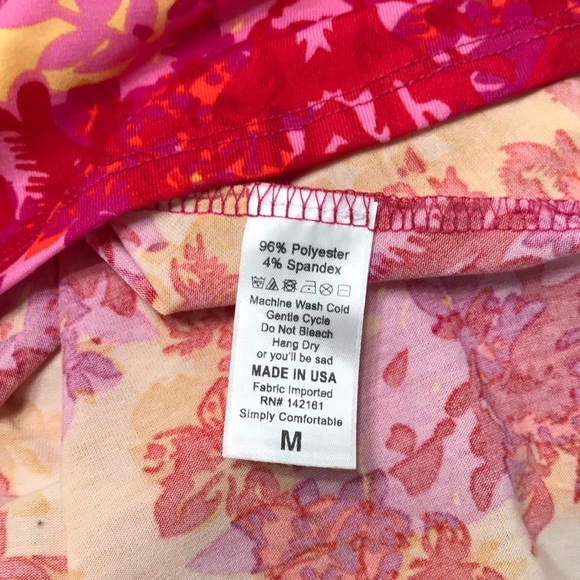 96% Polyester
4% Spandex
Machine Wash Cold
Gentle Cycle
Do Not Bleach
Hang Dry
or you'll be sad
MADE IN USA
Fabric Imported
RN# 142161
Simply Comfortable
M